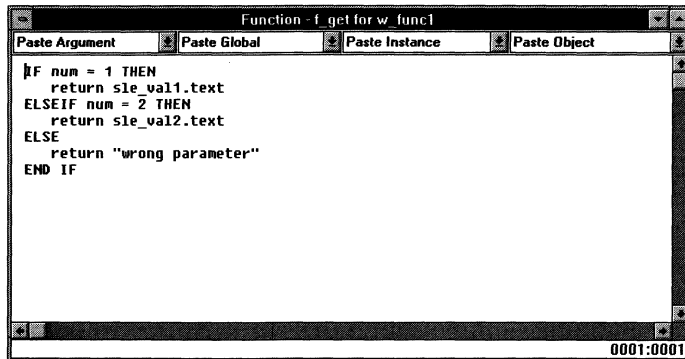 Function - f_get for w_func1
Paste Argument Paste Global Paste Instance Paste Object
IF num = 1 THEN
   return sle_val1.text
ELSEIF num = 2 THEN
   return sle_val2.text
ELSE
   return "wrong parameter"
END IF
0001:0001